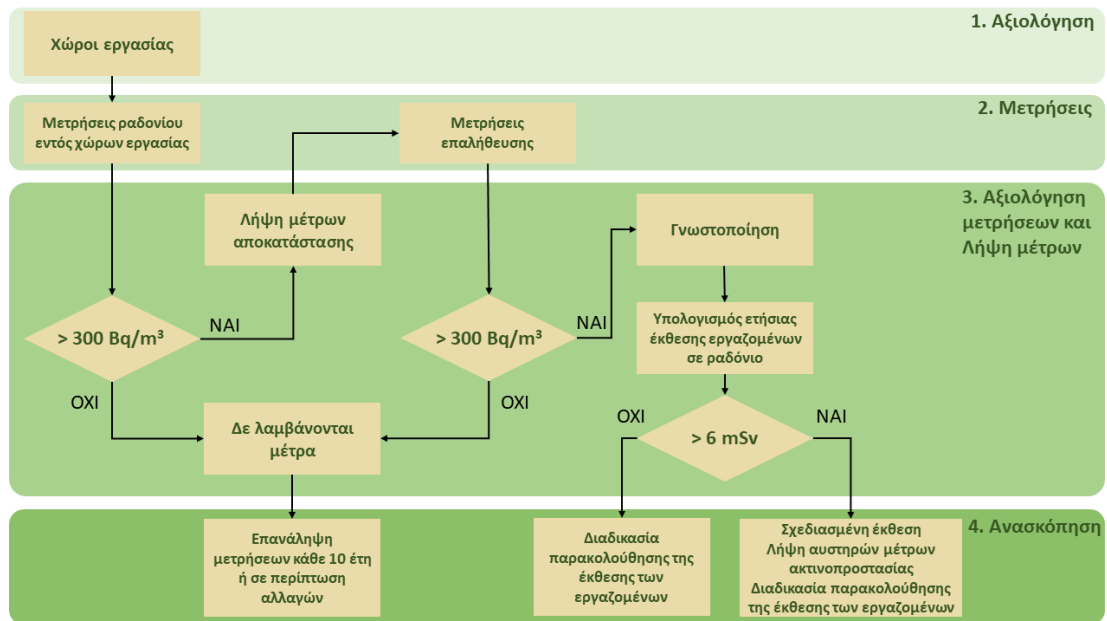 1. Αξιολόγηση
Χώροι εργασίας
2. Μετρήσεις
Μετρήσεις ραδονίου
εντός χώρων εργασίας
Μετρήσεις
επαλήθευσης
3. Αξιολόγηση
μετρήσεων και
Λήψη μέτρων
Λήψη μέτρων
αποκατάστασης
Γνωστοποίηση
> 300 Bq/m³
ΝΑΙ
> 300 Bq/m³
ΝΑΙ
Υπολογισμός ετήσιας
έκθεσης εργαζομένων
σε ραδόνιο
ΟΧΙ
ΟΧΙ
Δε λαμβάνονται
μέτρα
ΟΧΙ
> 6 mSv
ΝΑΙ
4. Ανασκόπηση
Επανάληψη
μετρήσεων κάθε 10 έτη
ή σε περίπτωση
αλλαγών
Διαδικασία
παρακολούθησης της
έκθεσης των
εργαζομένων
Σχεδιασμένη έκθεση
Λήψη αυστηρών μέτρων
ακτινοπροστασίας
Διαδικασία παρακολούθησης
της έκθεσης των εργαζομένων